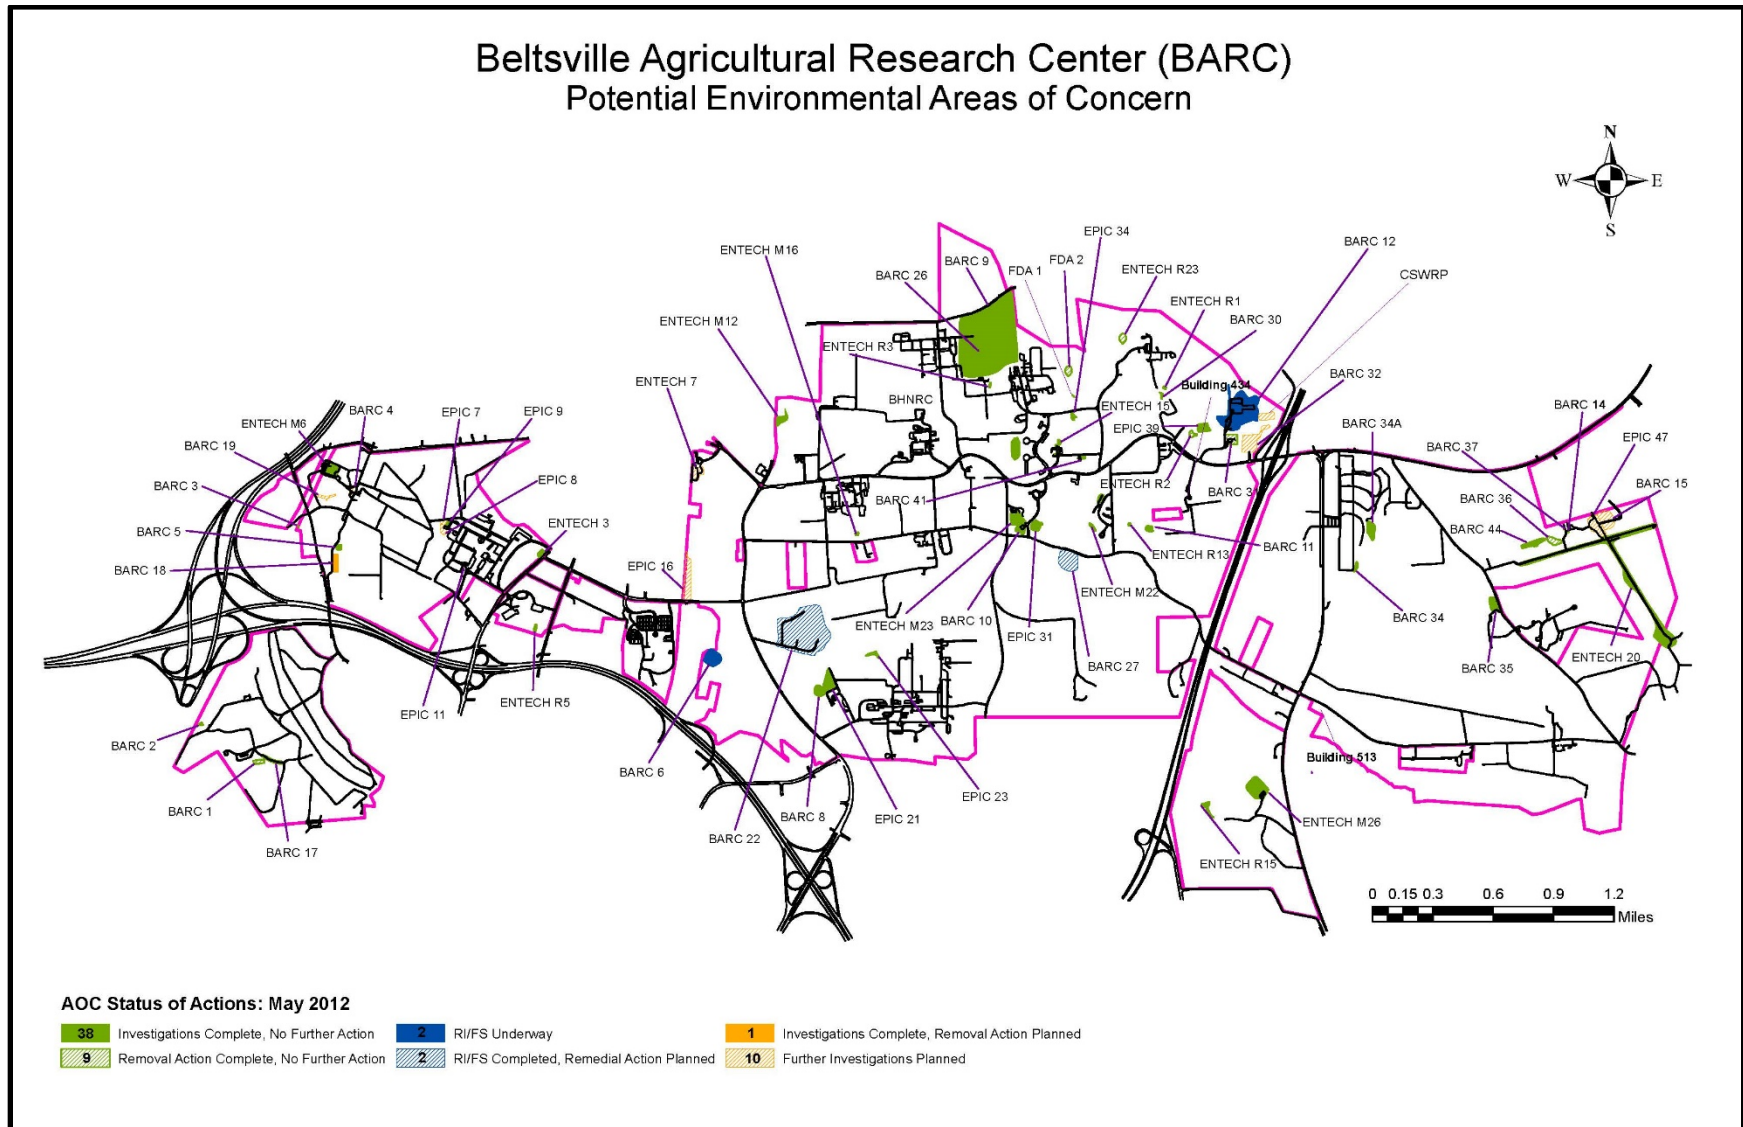 Beltsville Agricultural Research Center (BARC)
Potential Environmental Areas of Concern
N
W
E
S
EPIC 34
BARC 12
ENTECH M16
BARC 9
FDA 1
FDA 2
ENTECH R23
CSWRP
BARC 26
ENTECH R1
BARC 30
ENTECH M12
ENTECH R3
BARC 32
ENTECH 7
Building 434
BHNRC
ENTECH 15
BARC 14
BARC 4
EPIC 7
EPIC 9
ENTECH M6
EPIC 39
BARC 34A
EPIC 47
BARC 19
BARC 37
EPIC 8
BARC 3
ENTECH R2
BARC 31
BARC 15
BARC 41
BARC 36
ENTECH 3
BARC 5
BARC 44
BARC 11
ENTECH R13
BARC 18
EPIC 16
ENTECH M22
ENTECH M23
BARC 10
EPIC 31
BARC 34
BARC 27
BARC 35
ENTECH 20
EPIC 11
ENTECH R5
BARC 2
BARC 6
Building 513
EPIC 23
BARC 1
BARC 8
EPIC 21
ENTECH M26
BARC 22
BARC 17
ENTECH R15
0 0.15 0.3 0.6 0.9 1.2
Miles
AOC Status of Actions: May 2012
38 Investigations Complete, No Further Action
2 RI/FS Underway
1 Investigations Complete, Removal Action Planned
9 Removal Action Complete, No Further Action
2 RI/FS Completed, Remedial Action Planned
10 Further Investigations Planned